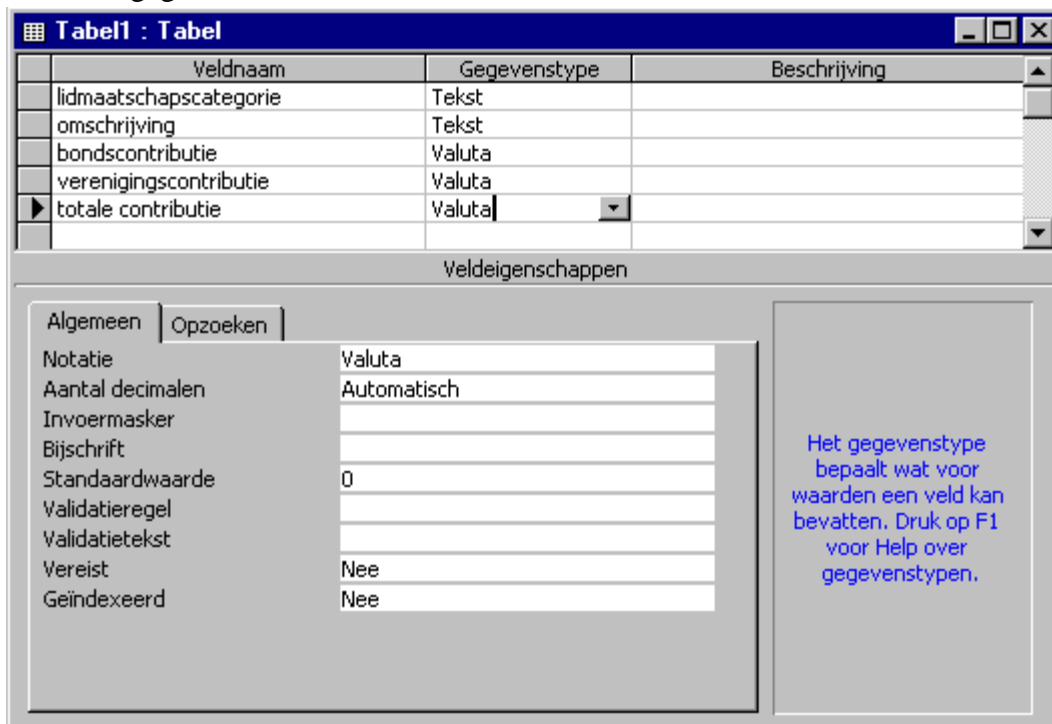 Tabel1 : Tabel
Veldnaam Gegevenstype Beschrijving
lidmaatschapscategorie Tekst
omschrijving Tekst
bondscontributie Valuta
verenigingscontributie Valuta
totale contributie Valuta
Veldeigenschappen
Algemeen Opzoeken
Notatie Valuta
Aantal decimalen Automatisch
Invoermasker
Bijschrift
Standaardwaarde 0
Validatieregel
Validatietekst
Vereist Nee
Geïndexeerd Nee
Het gegevenstype
bepaalt wat voor
waarden een veld kan
bevatten. Druk op F1
voor Help over
gegevenstypen.